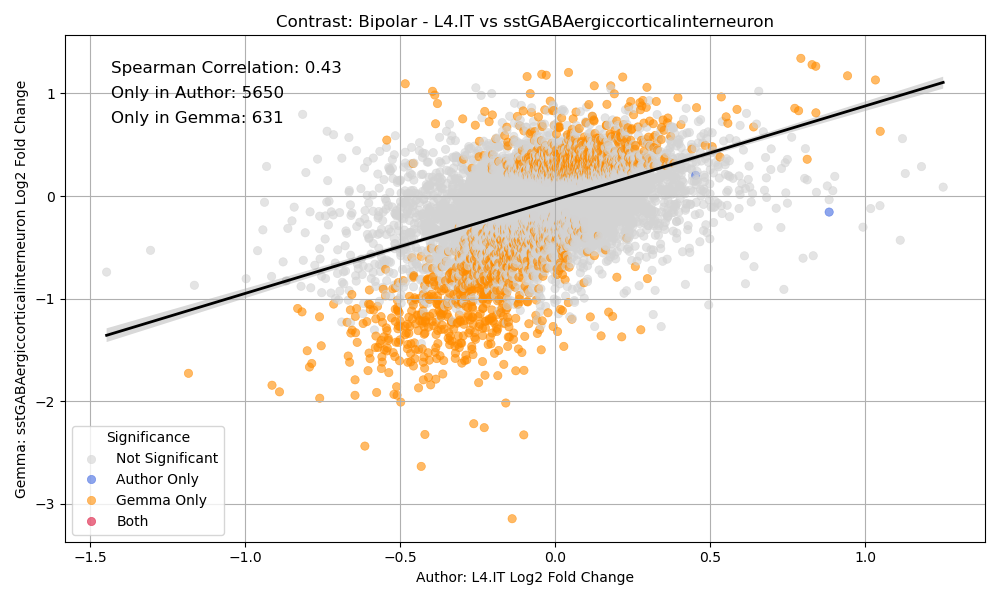 Contrast: Bipolar - L4.IT vs sstGABAergiccorticalinterneuron
Spearman Correlation: 0.43
Only in Author: 5650
Only in Gemma: 631
Gemma: sstGABAergiccorticalinterneuron Log2 Fold Change
1
0
−1
−2
−3
Significance
Not Significant
Author Only
Gemma Only
Both
−1.5 −1.0 −0.5 0.0 0.5 1.0
Author: L4.IT Log2 Fold Change